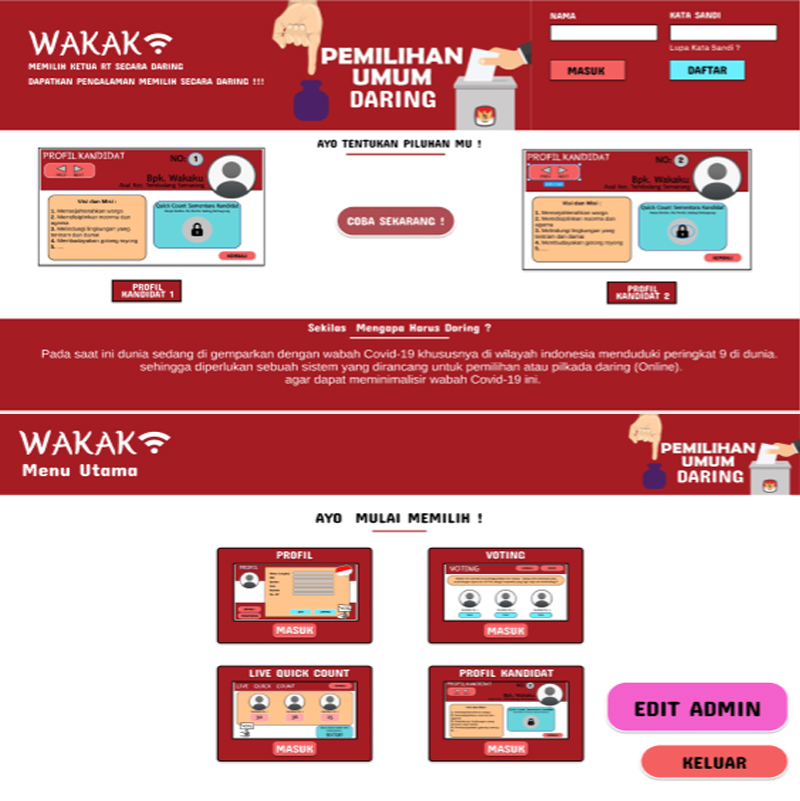 WAKAK
MEMILIH KETUA RT SECARA DARING
DAPATKAN PENGALAMAN MEMILIH SECARA DARING !!!
PEMILIHAN
UMUM
DARING
NAMA
KATA SANDI
Lupa Kata Sandi ?
MASUK
DAFTAR
AYO TENTUKAN PILUHAN MU !
PROFIL KANDIDAT
NO: 1
Bpk. Wakaku
Visi dan Misi :
1. Mensejahterahkan warga
2. Mendisiplinkan norma dan
agama
3. Melindungi lingkungan yang
tentram dan damai
4. Membudayakan gotong royong
5. ....
Quick Count Sementara Kandidat
KEMBALI
PROFIL
KANDIDAT 1
COBA SEKARANG !
PROFIL KANDIDAT
NO: 2
Bpk. Wakaku
Visi dan Misi :
1. Mensejahterahkan warga
2. Mendisiplinkan norma dan
agama
3. Melindungi lingkungan yang
tentram dan damai
4. Membudayakan gotong royong
5. ....
Quick Count Sementara Kandidat
KEMBALI
PROFIL
KANDIDAT 2
Sekilas Mengapa Harus Daring ?
Pada saat ini dunia sedang di gemparkan dengan wabah Covid-19 khususnya di wilayah indonesia menduduki peringkat 9 di dunia.
sehingga diperlukan sebuah sistem yang dirancang untuk pemilihan atau pilkada daring (Online).
agar dapat meminimalisir wabah Covid-19 ini.
WAKAK
Menu Utama
PEMILIHAN
UMUM
DARING
AYO MULAI MEMILIH !
PROFIL
PROFIL
MASUK
VOTING
VOTING
MASUK
LIVE QUICK COUNT
LIVE QUICK COUNT
MASUK
PROFIL KANDIDAT
PROFIL KANDIDAT
MASUK
EDIT ADMIN
KELUAR